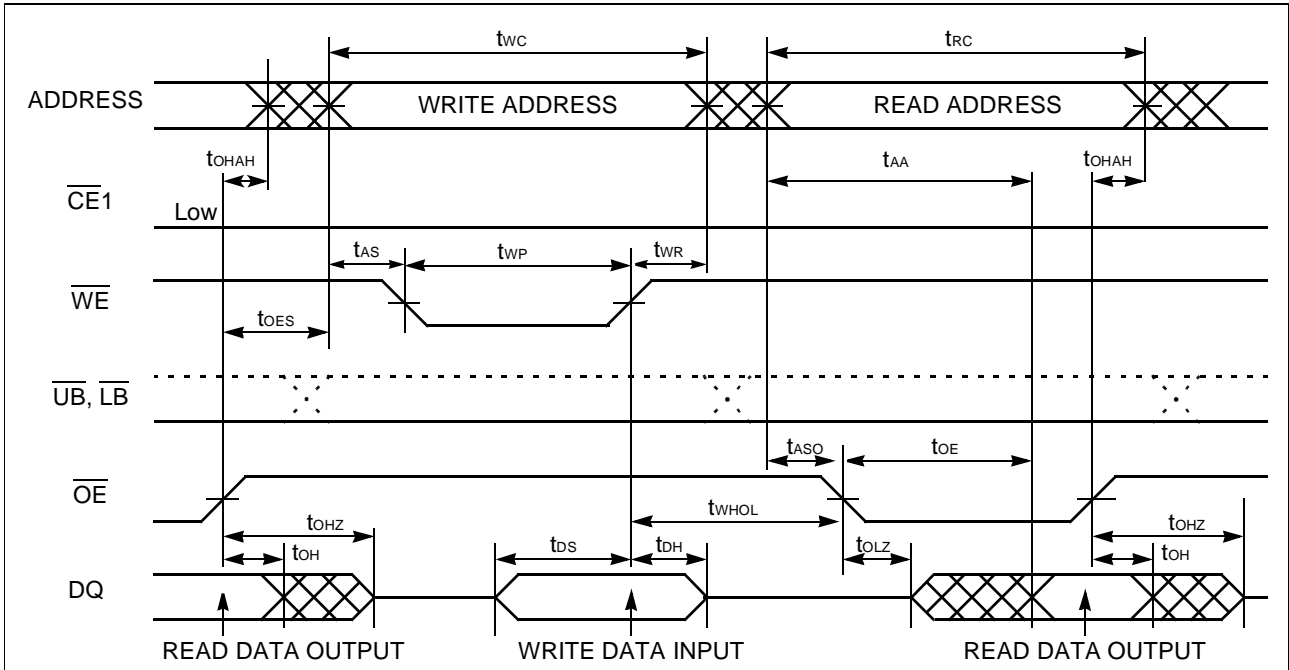 tWC tRC
ADDRESS WRITE ADDRESS READ ADDRESS
tOHAH tAA tOHAH
CE1 Low
tAS tWP tWR
WE
tOES
UB, LB
tASO tOE
OE
tOHZ tWHOL tOHZ
tOH tDS tDH tOLZ tOH
DQ
READ DATA OUTPUT WRITE DATA INPUT READ DATA OUTPUT